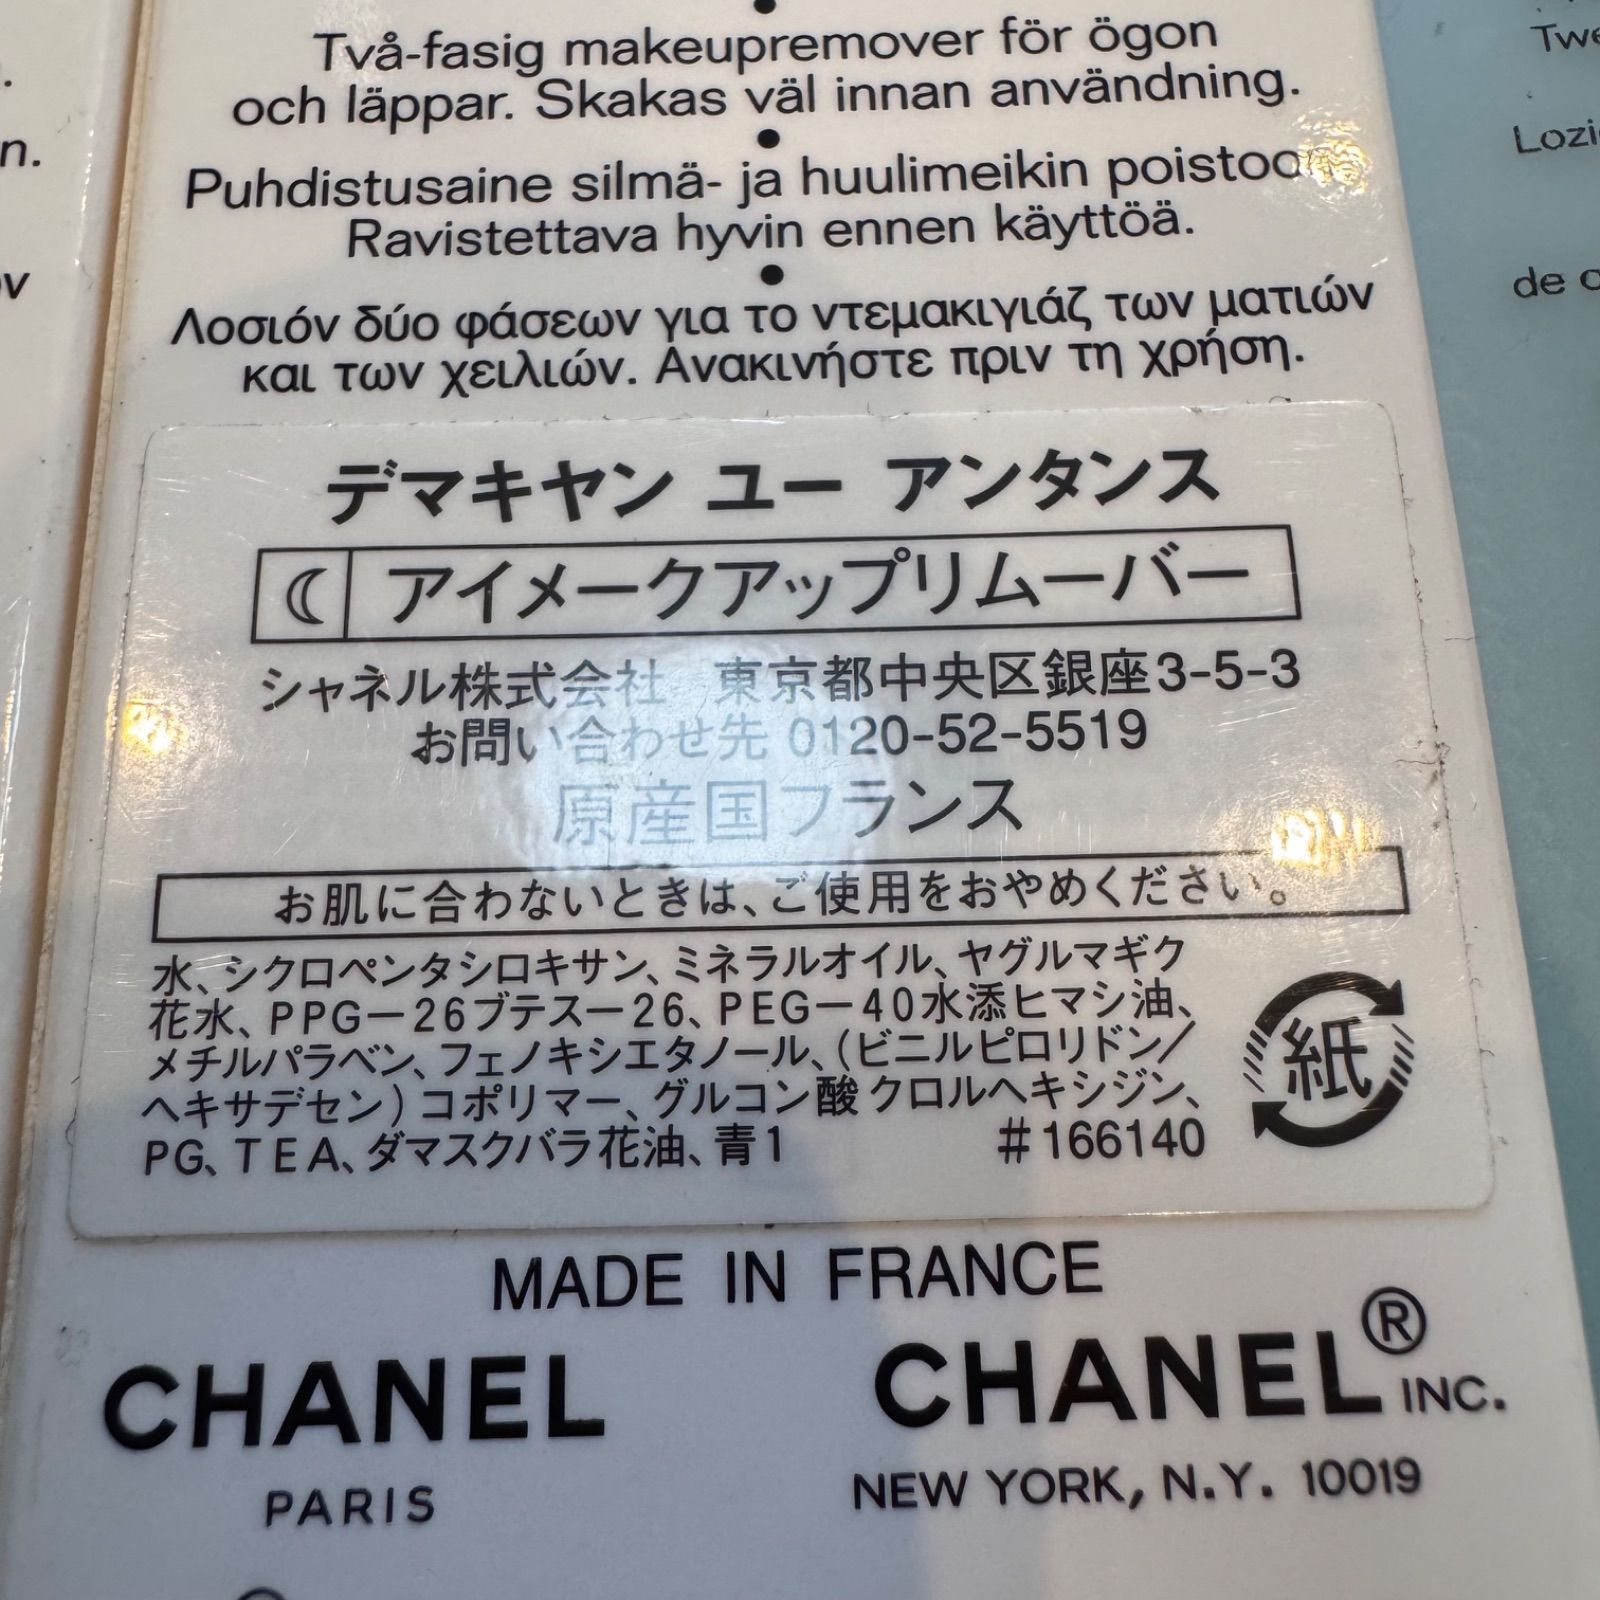 Två-fasig makeupremover för ögon
och läppar. Skakas väl innan användning.
•
Puhdistusaine silmä- ja huulimeikin
Ravistettava hyvin ennen käyttöä.
•
Λοσιόν δύο φάσεων για το ντεμακιγιάζ των ματιών
και των χειλιών. Ανακινήστε πριν τη χρήση.
デマキヤン ユー アンタンス
アイメークアップリムーバー
シャネル株式会社 東京都中央区銀座3-5-3
お問い合わせ先 0120-52-5519
原産国フランス
お肌に合わないときは、ご使用をおやめください。
水、シクロペンタシロキサン、ミネラルオイル、ヤグルマギク
花水、PPG－26ブテス－26、PEG－40水添ヒマシ油、
メチルパラベン、フェノキシエタノール、(ビニルピロリドン/
ヘキサデセン)コポリマー、グルコン酸クロルヘキシジン、
PG、TEA、ダマスクバラ花油、青1 #166140
紙
MADE IN FRANCE
CHANEL
PARIS
CHANEL® INC.
NEW YORK, N.Y. 10019
Lozi
de